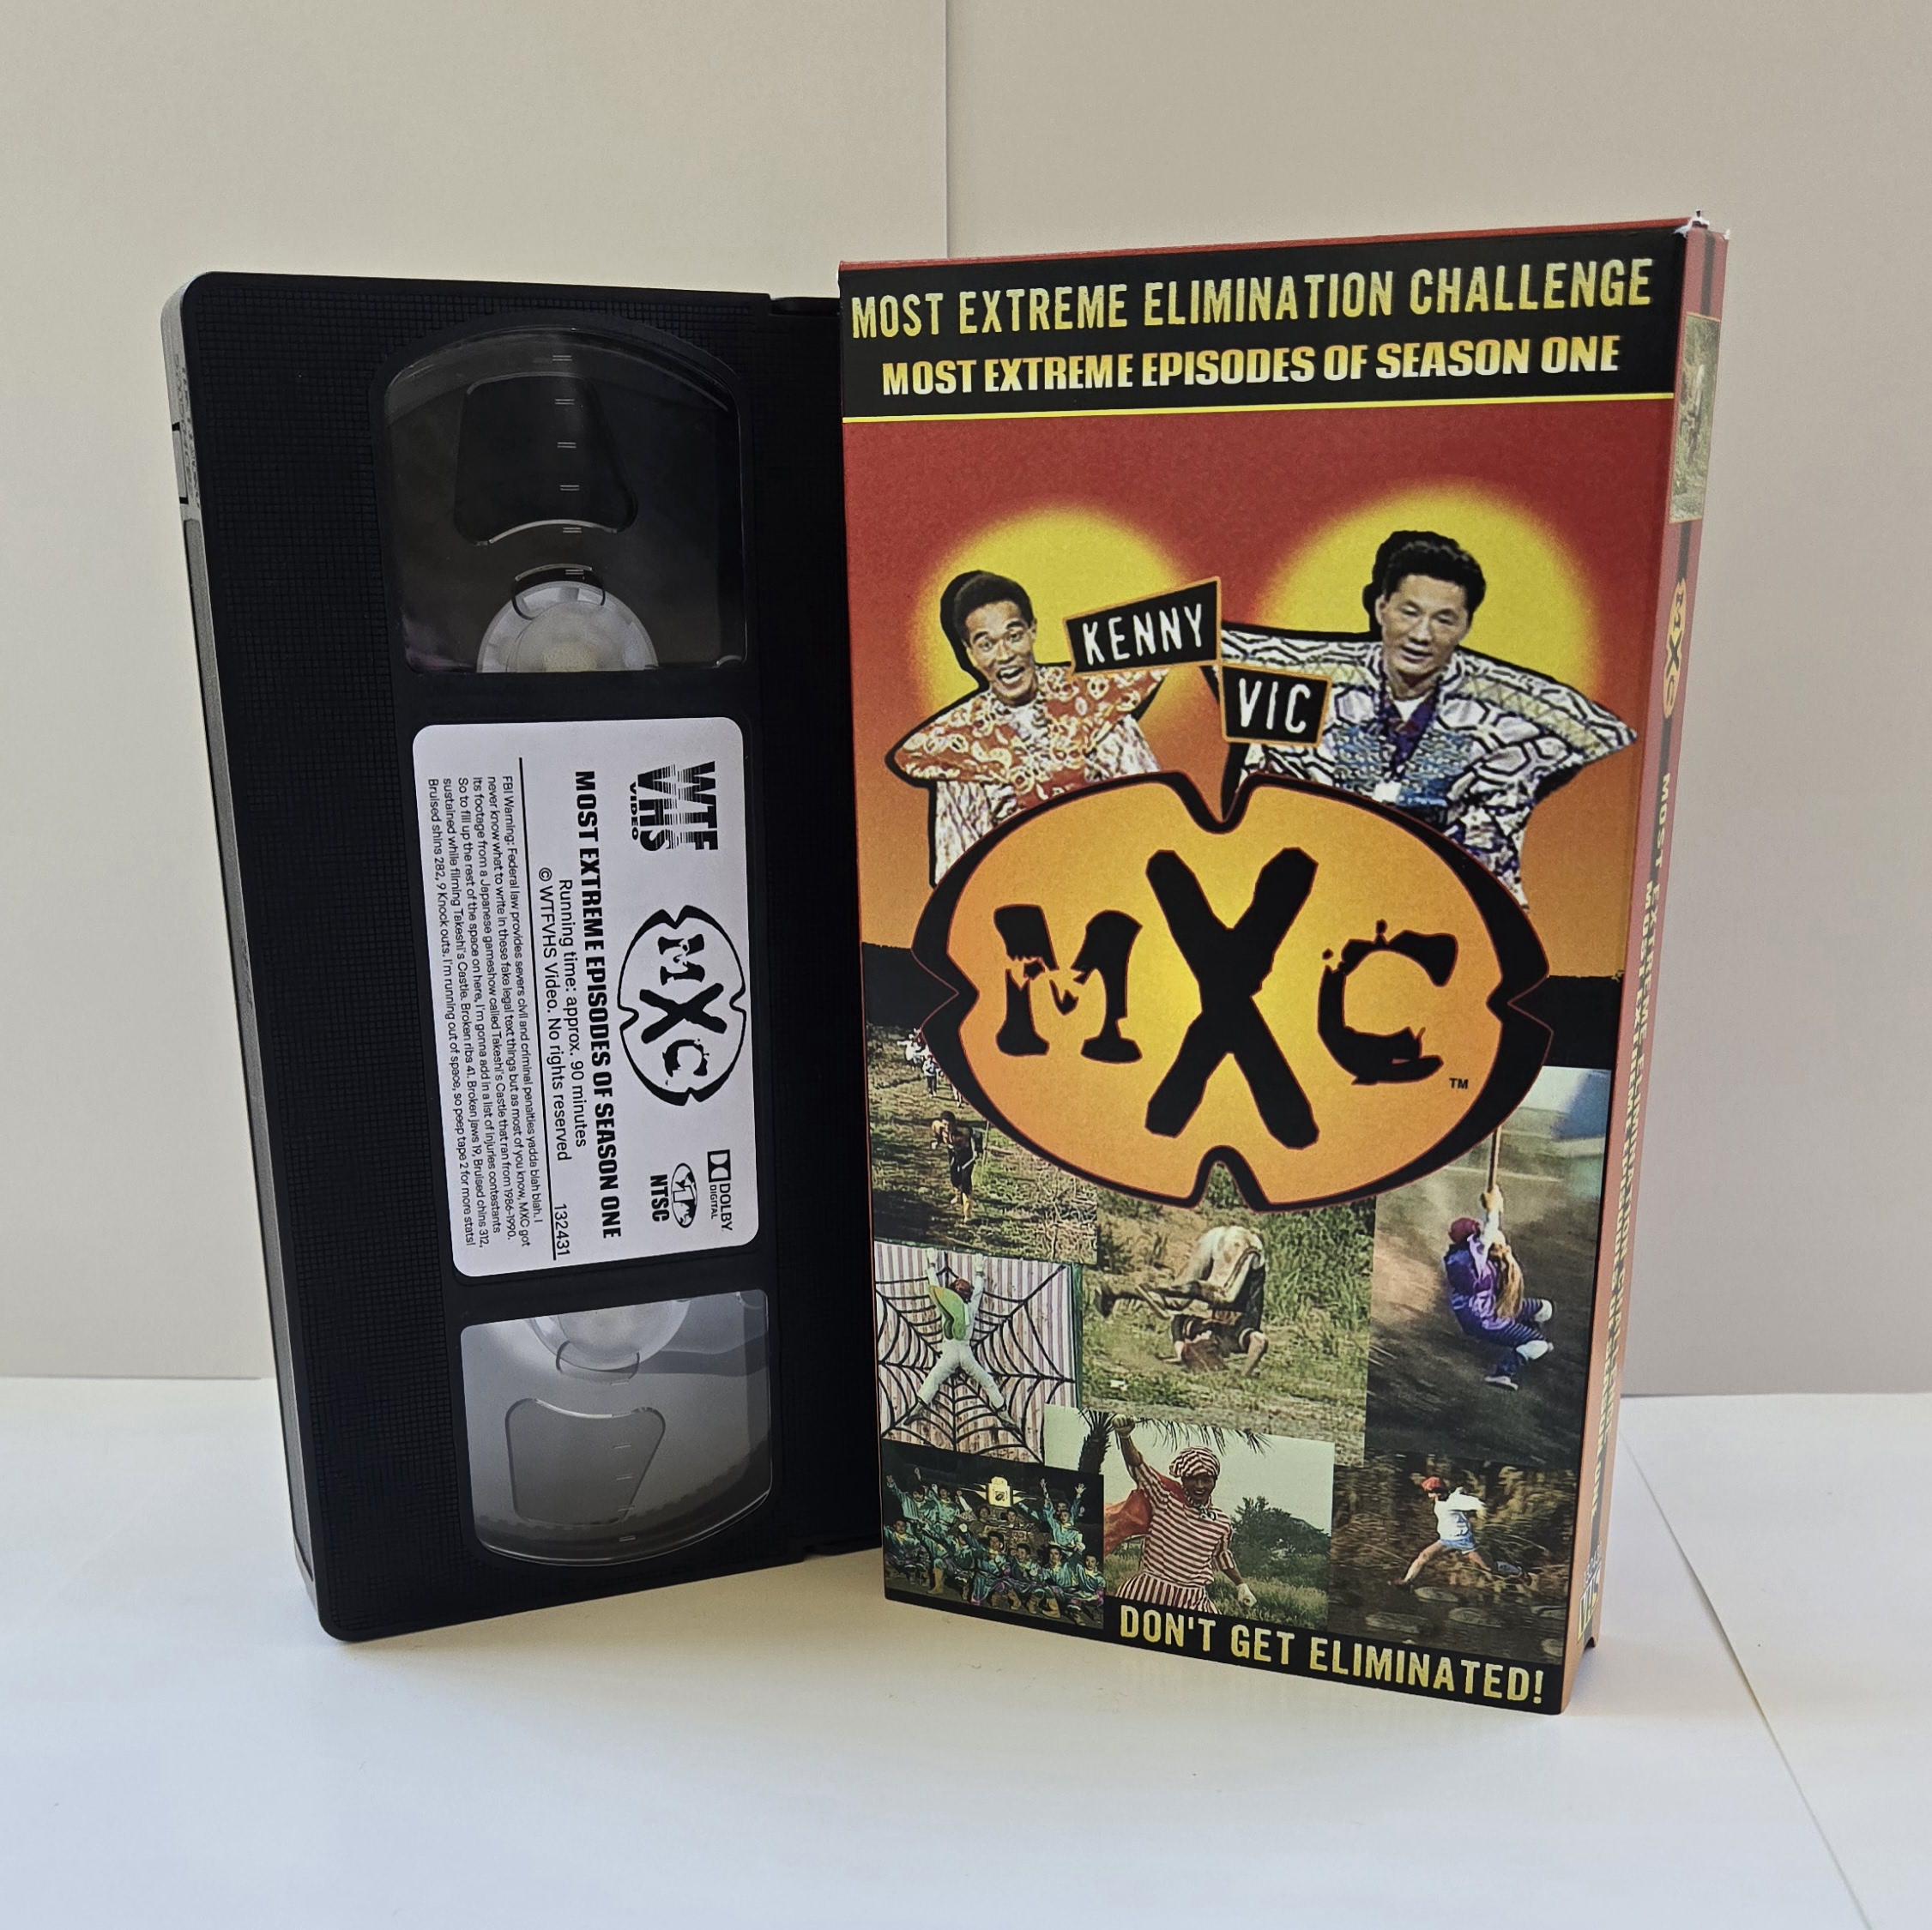 WTF
VHS
VIDEO
MXC
DOLBY
DIGITAL
NTSC
MOST EXTREME EPISODES OF SEASON ONE
Running time: approx. 90 minutes
© WTFVHS Video. No rights reserved
132431
FBI Warning: Federal law provides severs civil and criminal penalties yadda blah blah. I
never know what to write in these fake legal text things but as most of you know, MXC got
its footage from a Japanese gameshow called Takeshi's Castle that ran from 1986-1990.
So to fill up the rest of the space on here, I'm gonna add in a list of injuries contestants
sustained while filming Takeshi's Castle. Broken ribs 41, Broken jaws 19, Bruised chins 312,
Bruised shins 282, 9 Knock outs. I'm running out of space, so peep tape 2 for more stats!
MOST EXTREME ELIMINATION CHALLENGE
MOST EXTREME EPISODES OF SEASON ONE
KENNY
VIC
MXC
TM
DON'T GET ELIMINATED!
MXC